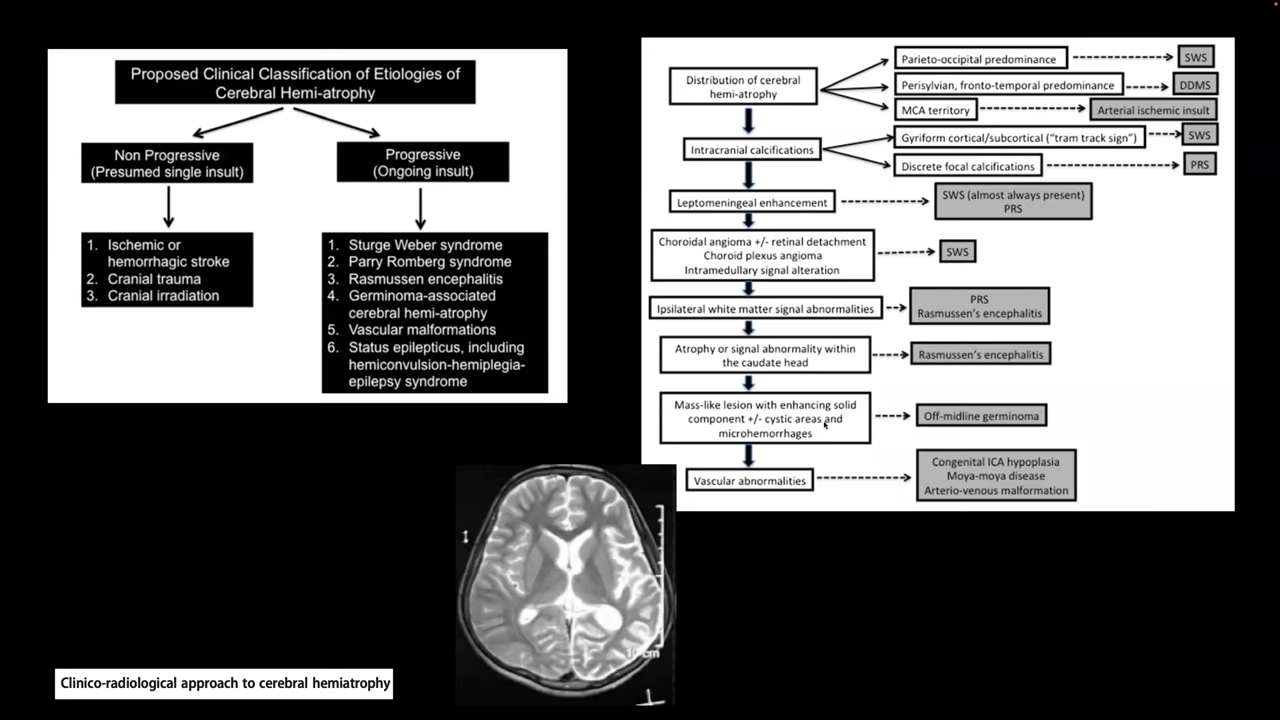 Proposed Clinical Classification of Etiologies of
Cerebral Hemi-atrophy
Non Progressive
(Presumed single insult)
Progressive
(Ongoing insult)
1. Ischemic or
hemorrhagic stroke
2. Cranial trauma
3. Cranial irradiation
1. Sturge Weber syndrome
2. Parry Romberg syndrome
3. Rasmussen encephalitis
4. Germinoma-associated
cerebral hemi-atrophy
5. Vascular malformations
6. Status epilepticus, including
hemiconvulsion-hemiplegia-
epilepsy syndrome
Distribution of cerebral
hemi-atrophy
Parieto-occipital predominance
SWS
Perisylvian, fronto-temporal predominance
DDMS
MCA territory
Arterial ischemic insult
Intracranial calcifications
Gyriform cortical/subcortical ("tram track sign")
SWS
Discrete focal calcifications
PRS
Leptomeningeal enhancement
SWS (almost always present)
PRS
Choroidal angioma +/- retinal detachment
Choroid plexus angioma
Intramedullary signal alteration
SWS
Ipsilateral white matter signal abnormalities
PRS
Rasmussen's encephalitis
Atrophy or signal abnormality within
the caudate head
Rasmussen's encephalitis
Mass-like lesion with enhancing solid
component +/- cystic areas and
microhemorrhages
Off-midline germinoma
Vascular abnormalities
Congenital ICA hypoplasia
Moya-moya disease
Arterio-venous malformation
cm
Clinico-radiological approach to cerebral hemiatrophy